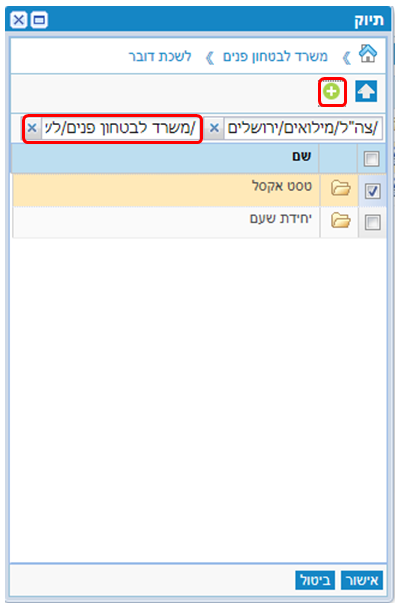 תיוק
משרד לבטחון פנים 》 לשכת דובר 》
/צה"ל/מילואים/ירושלים × /משרד לבטחון פנים/לע ×
שם
טסט אקסל
יחידת שעם
אישור ביטול